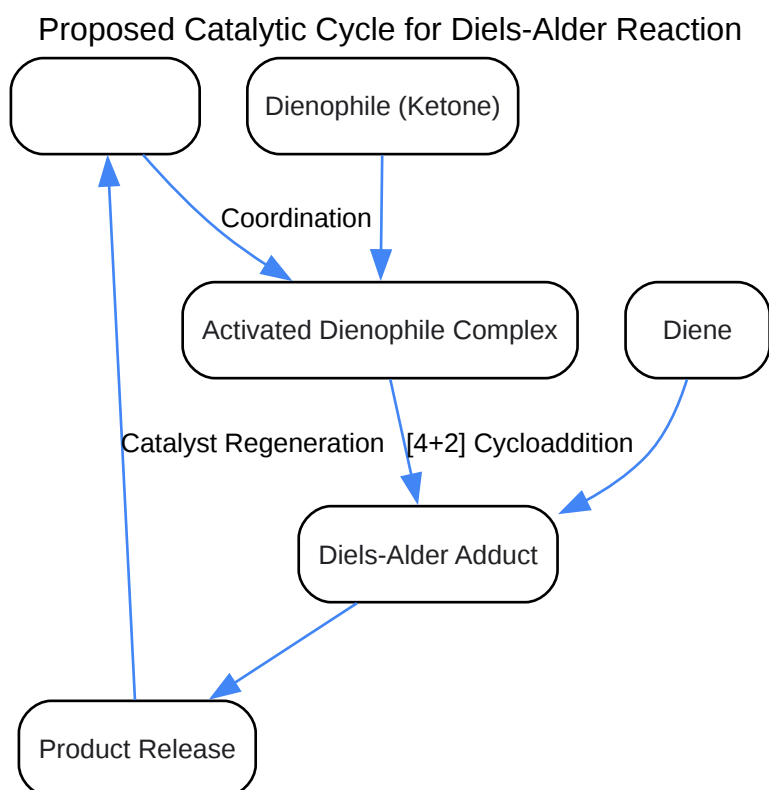 Proposed Catalytic Cycle for Diels-Alder Reaction
Dienophile (Ketone)
Coordination
Activated Dienophile Complex
Diene
Catalyst Regeneration
[4+2] Cycloaddition
Diels-Alder Adduct
Product Release